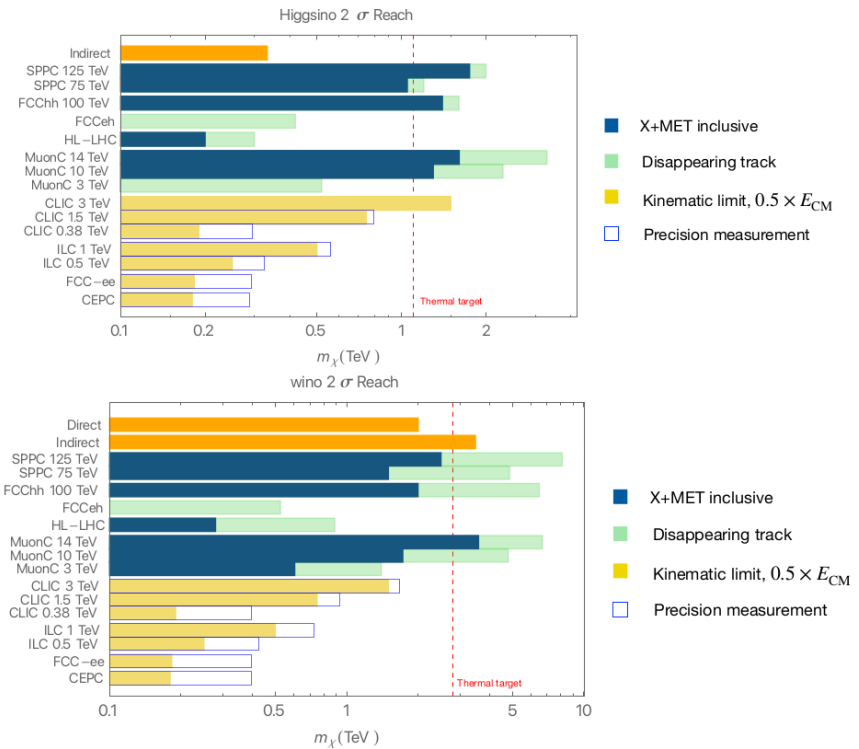 Higgsino 2 σ Reach
Indirect
SPPC 125 TeV
SPPC 75 TeV
FCChh 100 TeV
FCCeh
HL-LHC
MuonC 14 TeV
MuonC 10 TeV
MuonC 3 TeV
CLIC 3 TeV
CLIC 1.5 TeV
CLIC 0.38 TeV
ILC 1 TeV
ILC 0.5 TeV
FCC-ee
CEPC
Thermal target
0.1 0.2 0.5 1 2
m_χ(TeV )
X+MET inclusive
Disappearing track
Kinematic limit, 0.5 × E_CM
Precision measurement
wino 2 σ Reach
Direct
Indirect
SPPC 125 TeV
SPPC 75 TeV
FCChh 100 TeV
FCCeh
HL-LHC
MuonC 14 TeV
MuonC 10 TeV
MuonC 3 TeV
CLIC 3 TeV
CLIC 1.5 TeV
CLIC 0.38 TeV
ILC 1 TeV
ILC 0.5 TeV
FCC-ee
CEPC
Thermal target
0.1 0.5 1 5 10
m_χ(TeV )
X+MET inclusive
Disappearing track
Kinematic limit, 0.5 × E_CM
Precision measurement